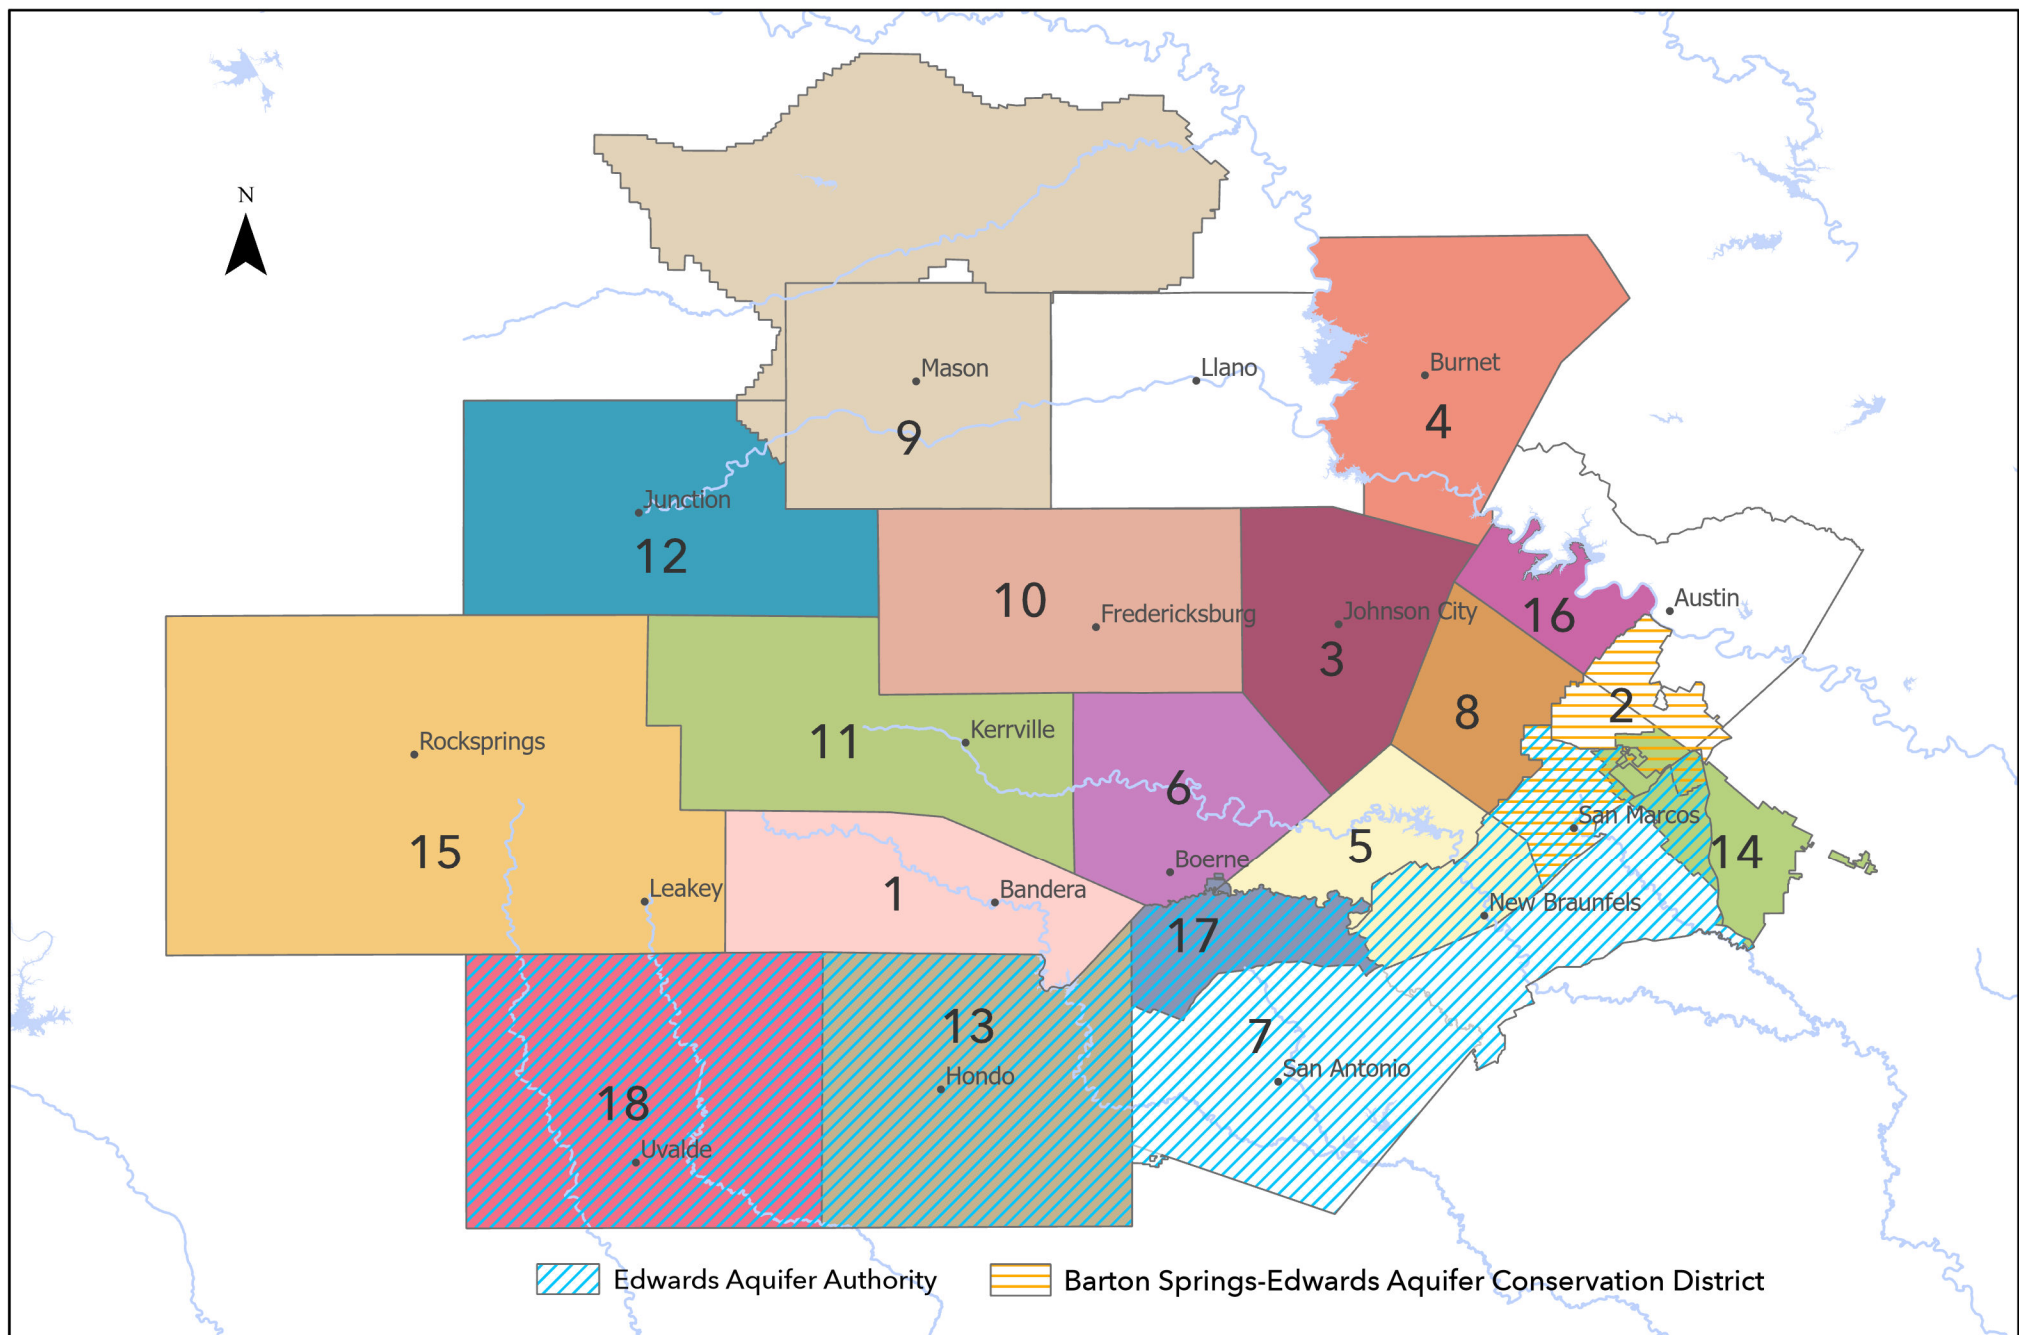 N
Mason
Llano
Burnet
9
4
Junction
12
10
Fredericksburg
Johnson City
3
16
Austin
8
2
Rocksprings
11
Kerrville
6
San Marcos
15
Leakey
1
Bandera
Boerne
5
14
New Braunfels
17
13
7
Hondo
San Antonio
18
Uvalde
Edwards Aquifer Authority
Barton Springs-Edwards Aquifer Conservation District